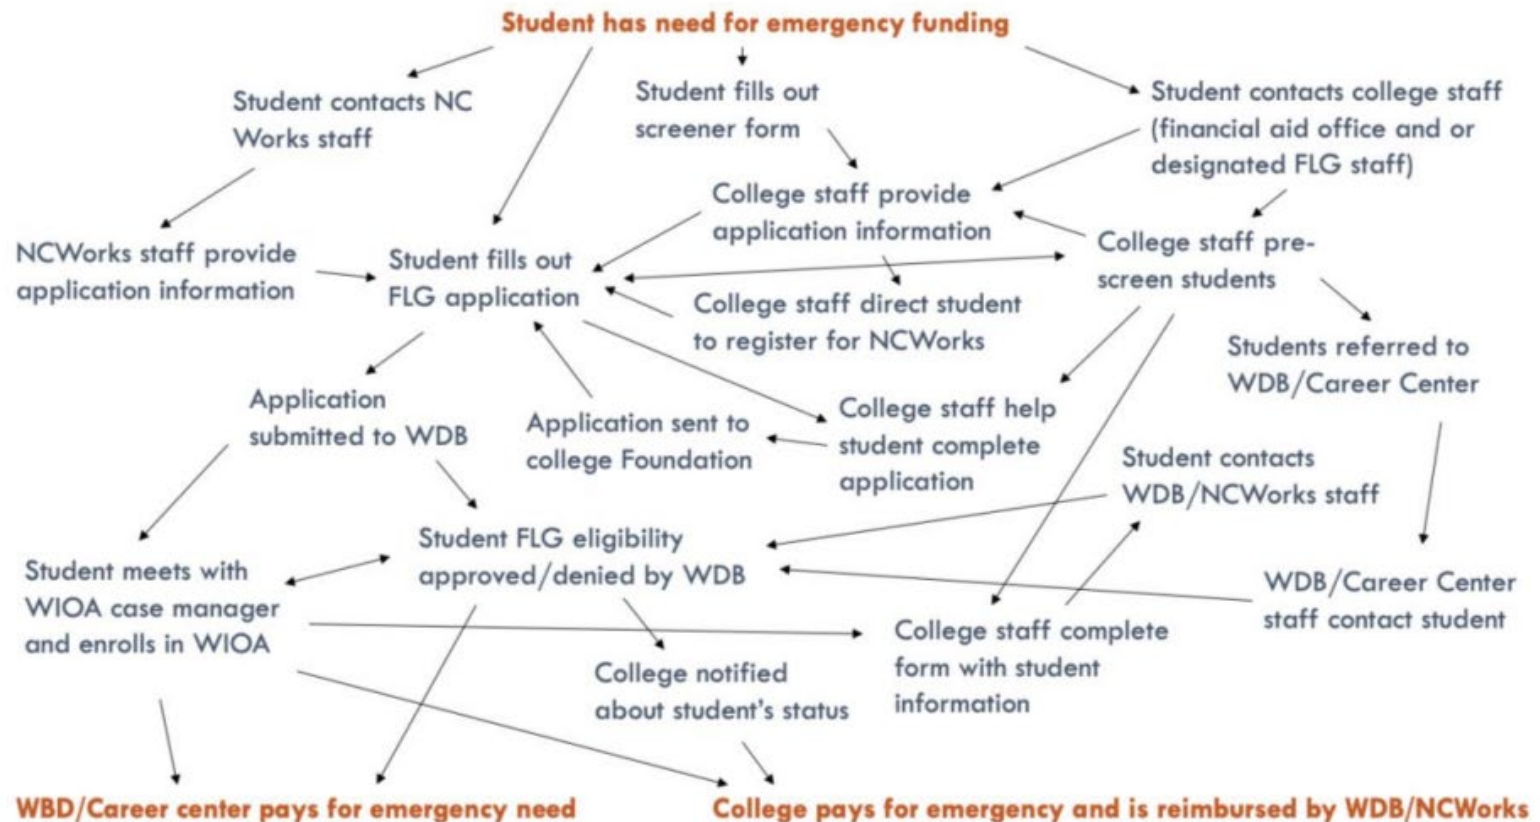 Student has need for emergency funding
Student contacts NC
Works staff
Student fills out
screener form
Student contacts college staff
(financial aid office and or
designated FLG staff)
College staff provide
application information
NCWorks staff provide
application information
Student fills out
FLG application
College staff pre-
screen students
College staff direct student
to register for NCWorks
Students referred to
WDB/Career Center
Application
submitted to WDB
Application sent to
college Foundation
College staff help
student complete
application
Student contacts
WDB/NCWorks staff
Student FLG eligibility
approved/denied by WDB
Student meets with
WIOA case manager
and enrolls in WIOA
WDB/Career Center
staff contact student
College staff complete
form with student
information
College notified
about student's status
WBD/Career center pays for emergency need
College pays for emergency and is reimbursed by WDB/NCWorks